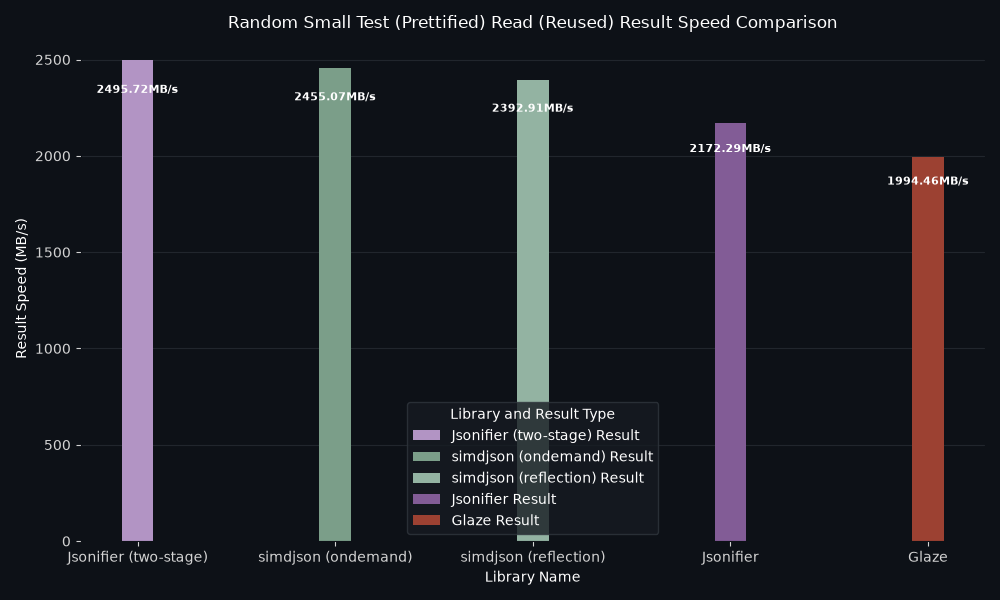 Random Small Test (Prettified) Read (Reused) Result Speed Comparison
2500
2000
1500
1000
500
0
Result Speed (MB/s)
2495.72MB/s
2455.07MB/s
2392.91MB/s
2172.29MB/s
1994.46MB/s
Library and Result Type
Jsonifier (two-stage) Result
simdjson (ondemand) Result
simdjson (reflection) Result
Jsonifier Result
Glaze Result
Jsonifier (two-stage)
simdjson (ondemand)
simdjson (reflection)
Jsonifier
Glaze
Library Name